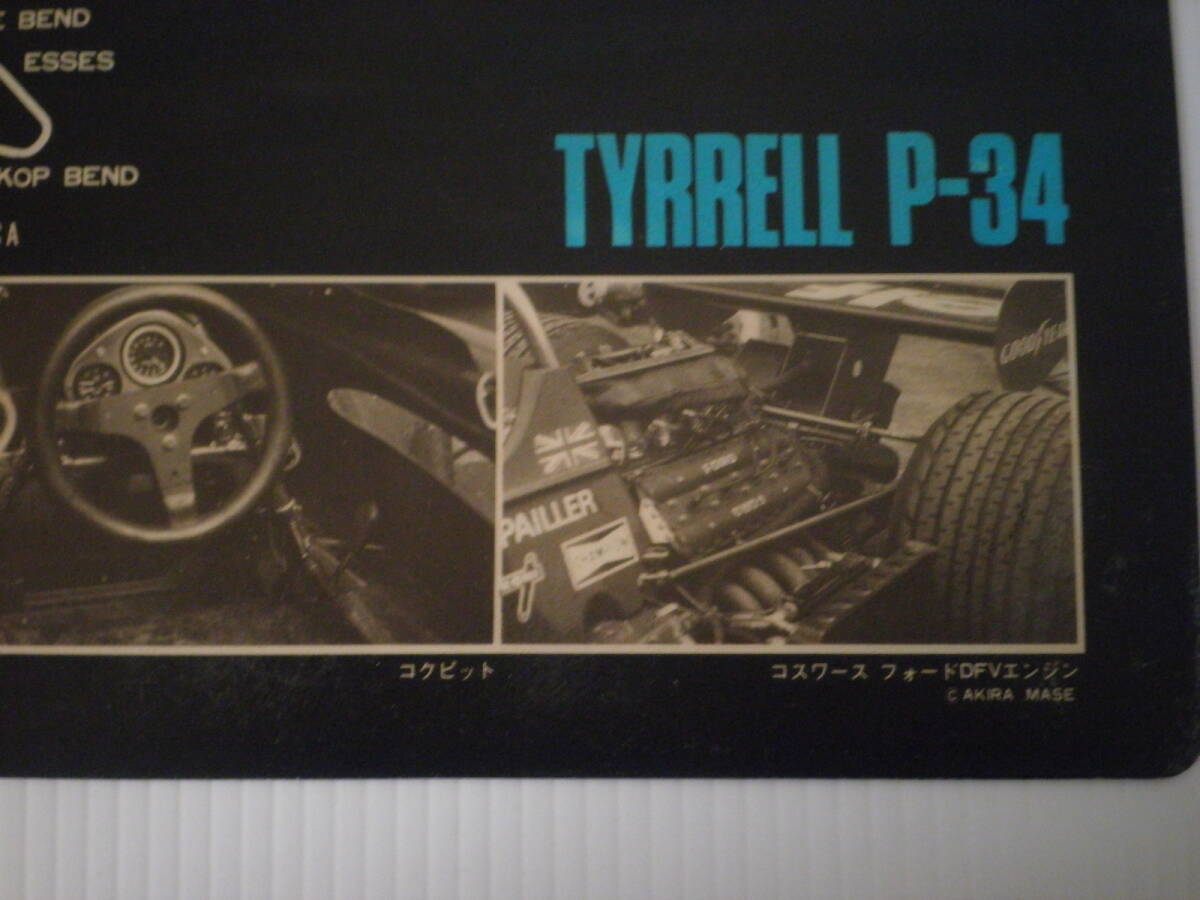 BEND
ESSES
KOP BEND
TYRRELL P-34
GOODYEAR
FORD
PAILLER
コクピット
コスワース フォードDFVエンジン
© AKIRA MASE